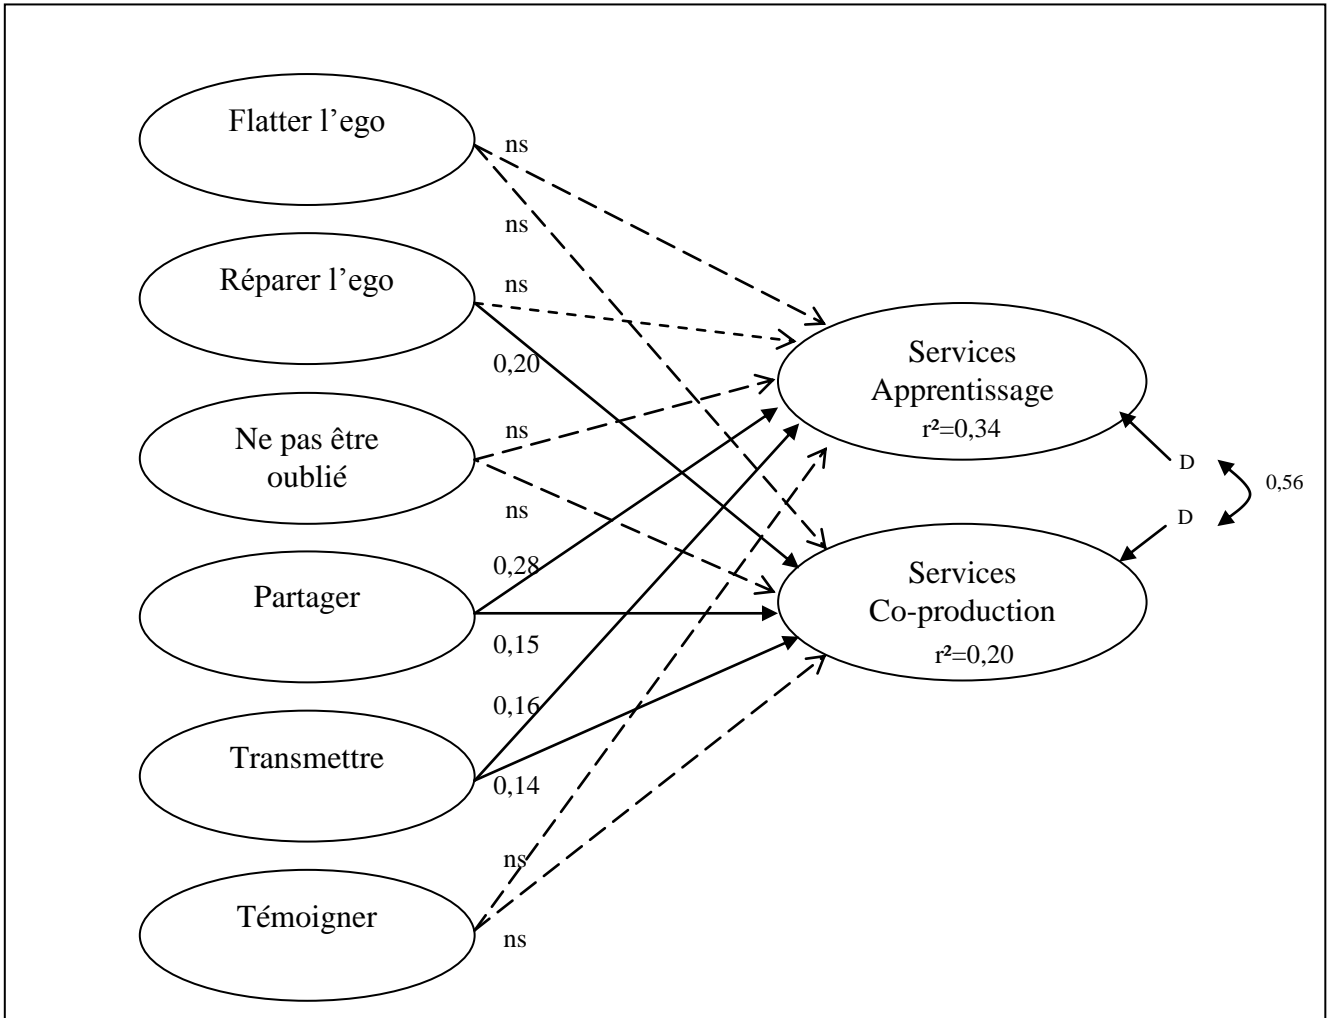 Flatter l’ego
ns
ns
Réparer l’ego
ns
0,20
Ne pas être
oublié
ns
ns
Partager
0,28
0,15
Transmettre
0,16
0,14
Témoigner
ns
ns
Services
Apprentissage
r²=0,34
D
0,56
D
Services
Co-production
r²=0,20